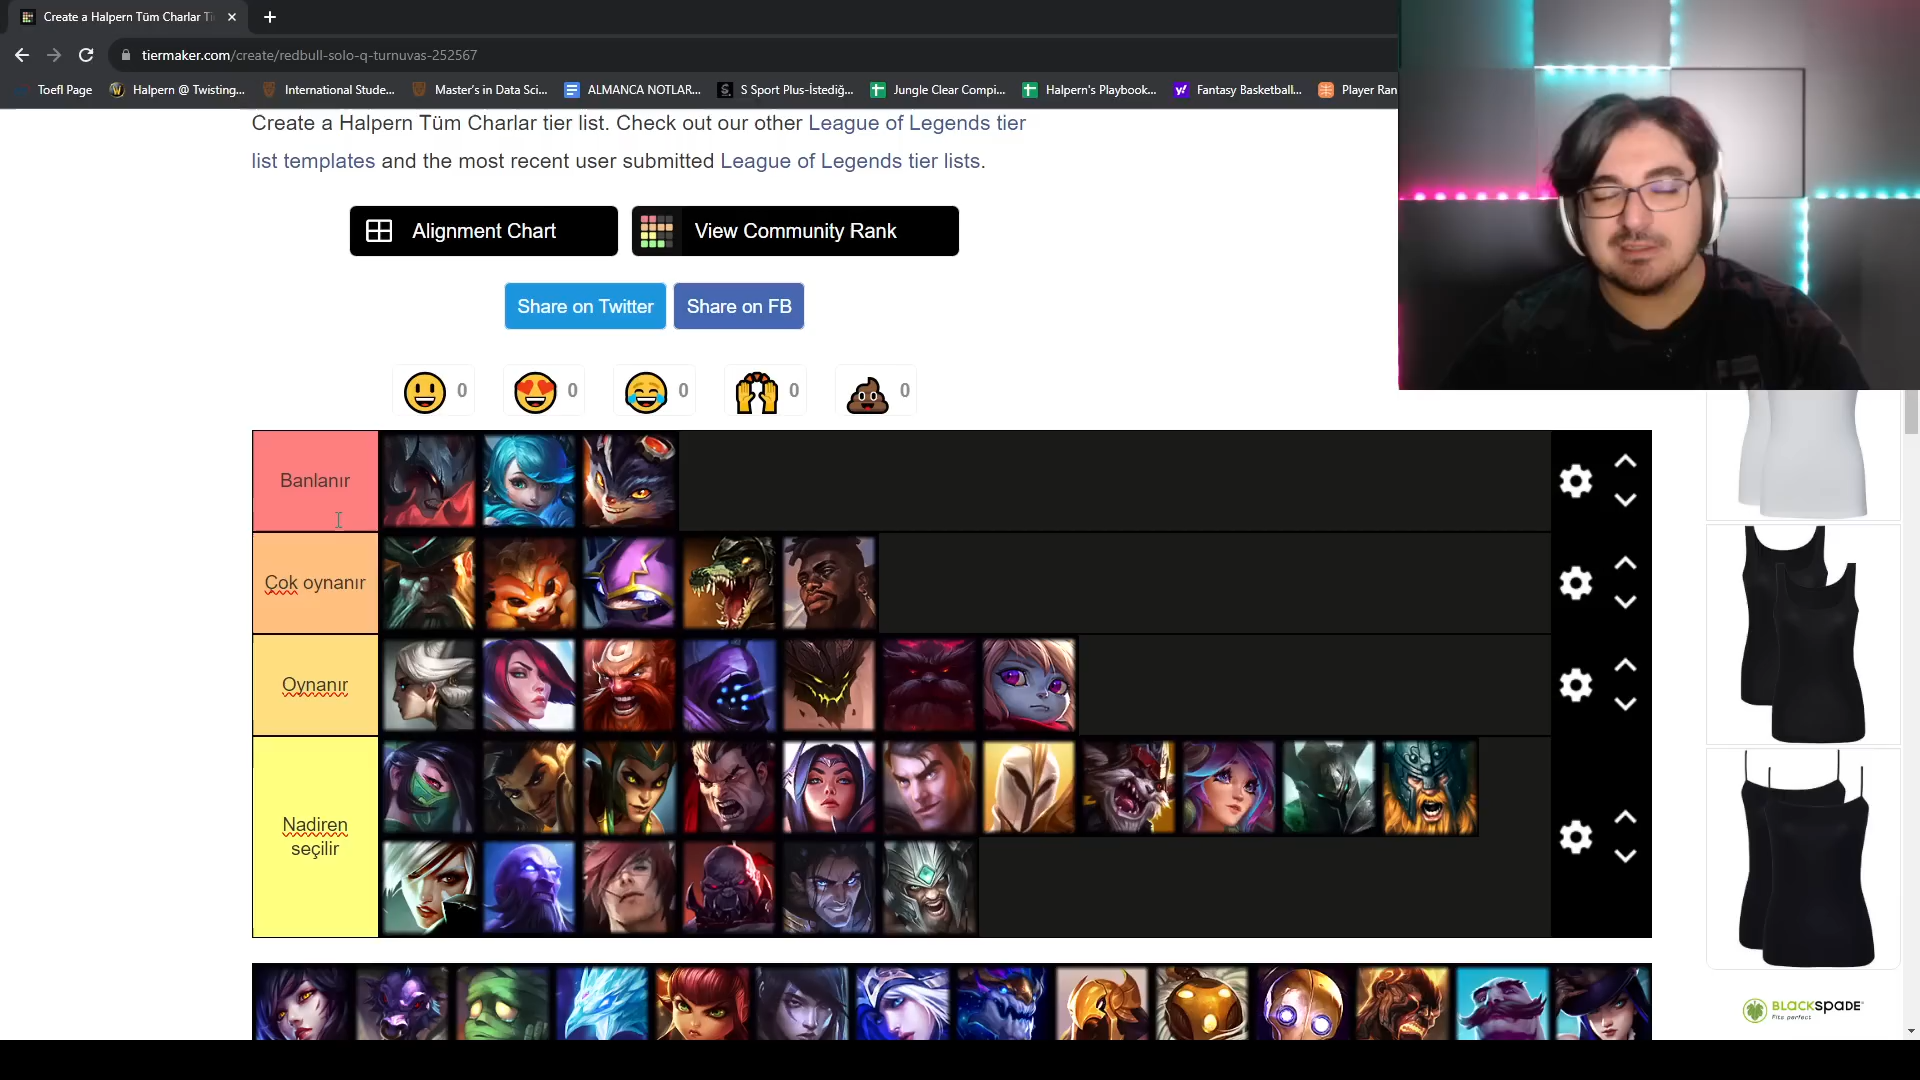 Create a Halpern Tüm Charlar Ti
tiermaker.com/create/redbull-solo-q-turnuvas-252567
Toefl Page
Halpern @ Twisting...
International Stude...
Master's in Data Sci...
ALMANCA NOTLAR...
S Sport Plus-İstediğ...
Jungle Clear Compi...
Halpern's Playbook...
Fantasy Basketball...
Player Ran
Create a Halpern Tüm Charlar tier list. Check out our other League of Legends tier
list templates and the most recent user submitted League of Legends tier lists.
Alignment Chart
View Community Rank
Share on Twitter
Share on FB
0
0
0
0
0
Banlanır
Çok oynanır
Oynanır
Nadiren
seçilir
BLACKSPADE
Fits perfect